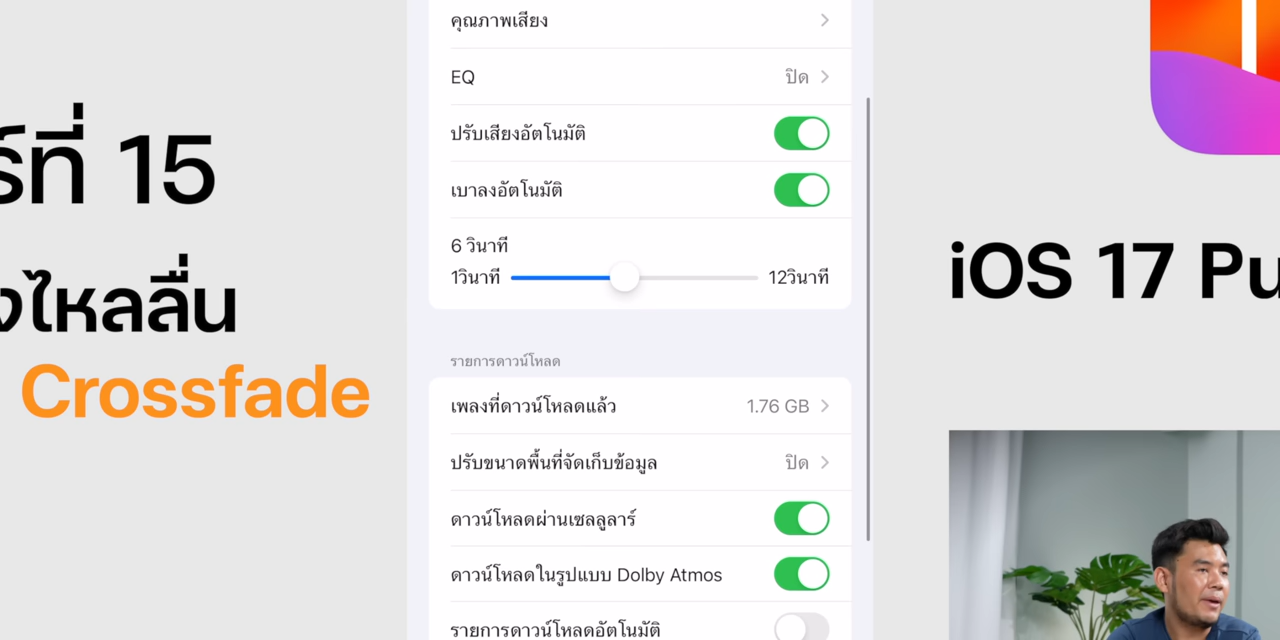 ร์ที่ 15
งไหลลื่น
Crossfade
คุณภาพเสียง
EQ ปิด
ปรับเสียงอัตโนมัติ
เบาลงอัตโนมัติ
6 วินาที
1วินาที 12วินาที
รายการดาวน์โหลด
เพลงที่ดาวน์โหลดแล้ว 1.76 GB
ปรับขนาดพื้นที่จัดเก็บข้อมูล ปิด
ดาวน์โหลดผ่านเซลลูลาร์
ดาวน์โหลดในรูปแบบ Dolby Atmos
รายการดาวน์โหลดอัตโนมัติ
iOS 17 Pu